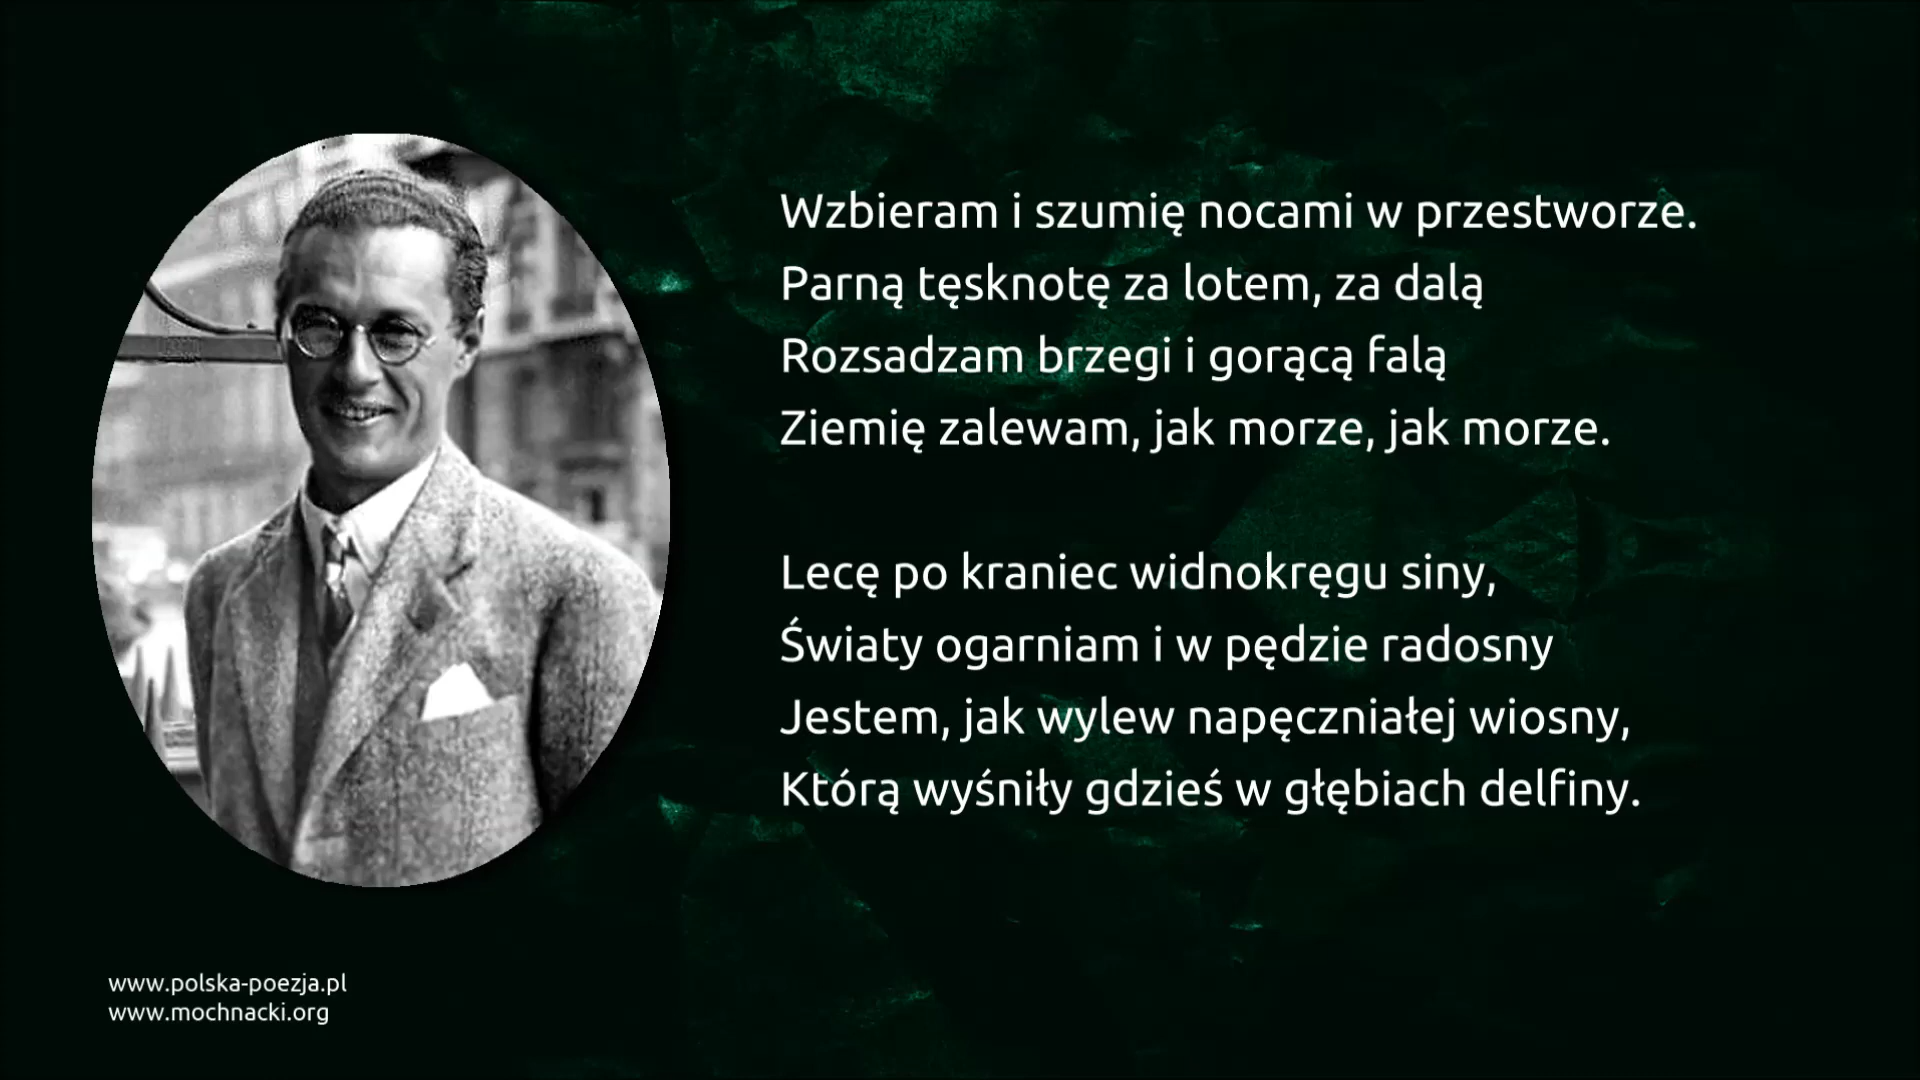 Wzbieram i szumię nocami w przestworze.
Parną tęsknotę za lotem, za dalą
Rozsadzam brzegi i gorącą falą
Ziemię zalewam, jak morze, jak morze.
Lecę po kraniec widnokręgu siny,
Światy ogarniam i w pędzie radosny
Jestem, jak wylew napęczniałej wiosny,
Którą wyśniły gdzieś w głębiach delfiny.
www.polska-poezja.pl
www.mochnacki.org